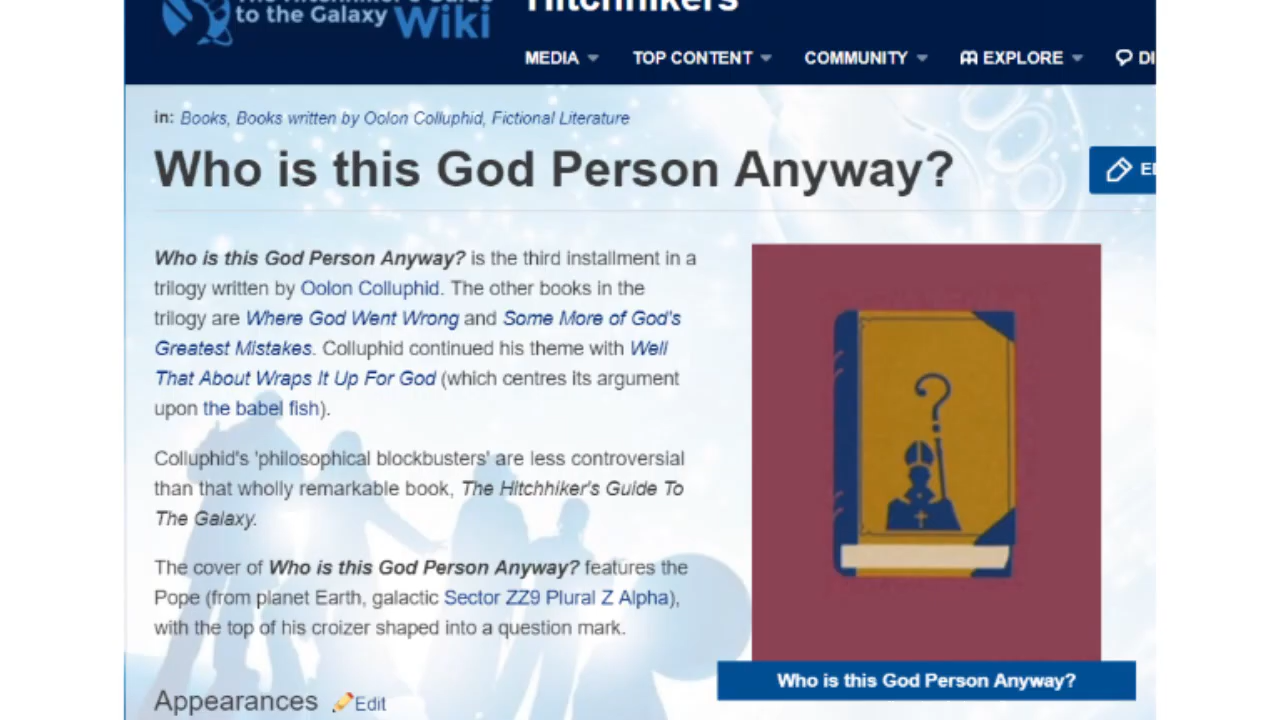 to the Galaxy Wiki
Hitchhikers
MEDIA
TOP CONTENT
COMMUNITY
EXPLORE
in: Books, Books written by Oolon Colluphid, Fictional Literature
Who is this God Person Anyway?
Who is this God Person Anyway? is the third installment in a
trilogy written by Oolon Colluphid. The other books in the
trilogy are Where God Went Wrong and Some More of God's
Greatest Mistakes. Colluphid continued his theme with Well
That About Wraps It Up For God (which centres its argument
upon the babel fish).
Colluphid's 'philosophical blockbusters' are less controversial
than that wholly remarkable book, The Hitchhiker's Guide To
The Galaxy.
The cover of Who is this God Person Anyway? features the
Pope (from planet Earth, galactic Sector ZZ9 Plural Z Alpha),
with the top of his croizer shaped into a question mark.
Who is this God Person Anyway?
Appearances Edit